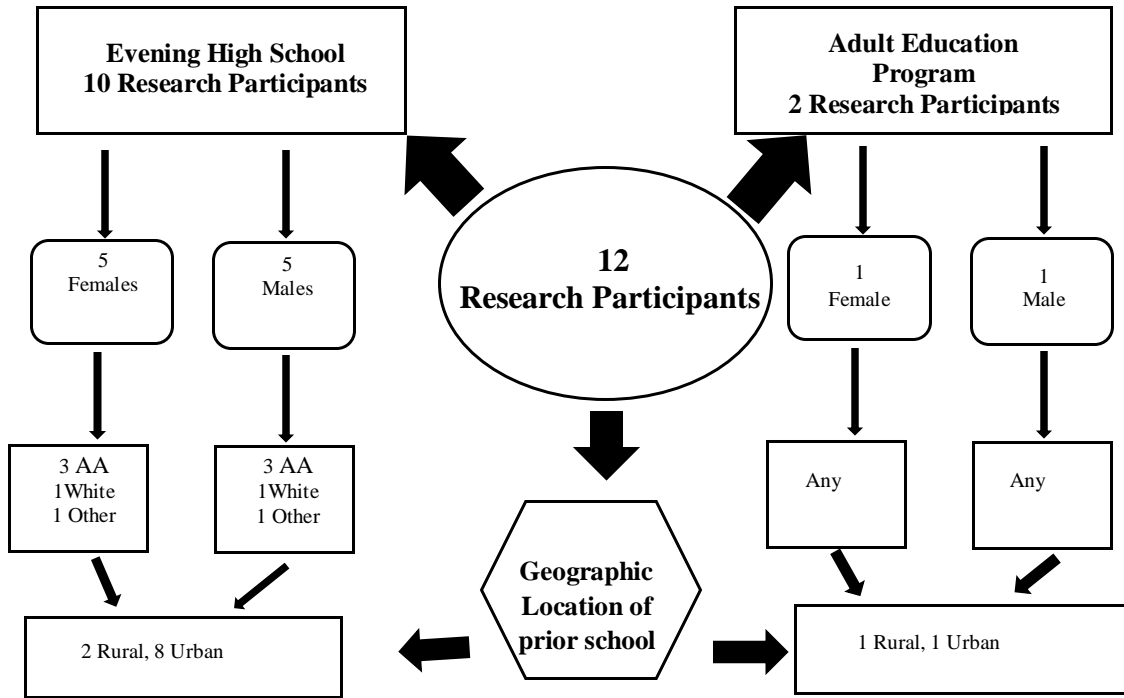 Evening High School
10 Research Participants
Adult Education
Program
2 Research Participants
12
Research Participants
5
Females
5
Males
1
Female
1
Male
3 AA
1White
1 Other
3 AA
1White
1 Other
Any
Any
Geographic
Location of
prior school
2 Rural, 8 Urban
1 Rural, 1 Urban